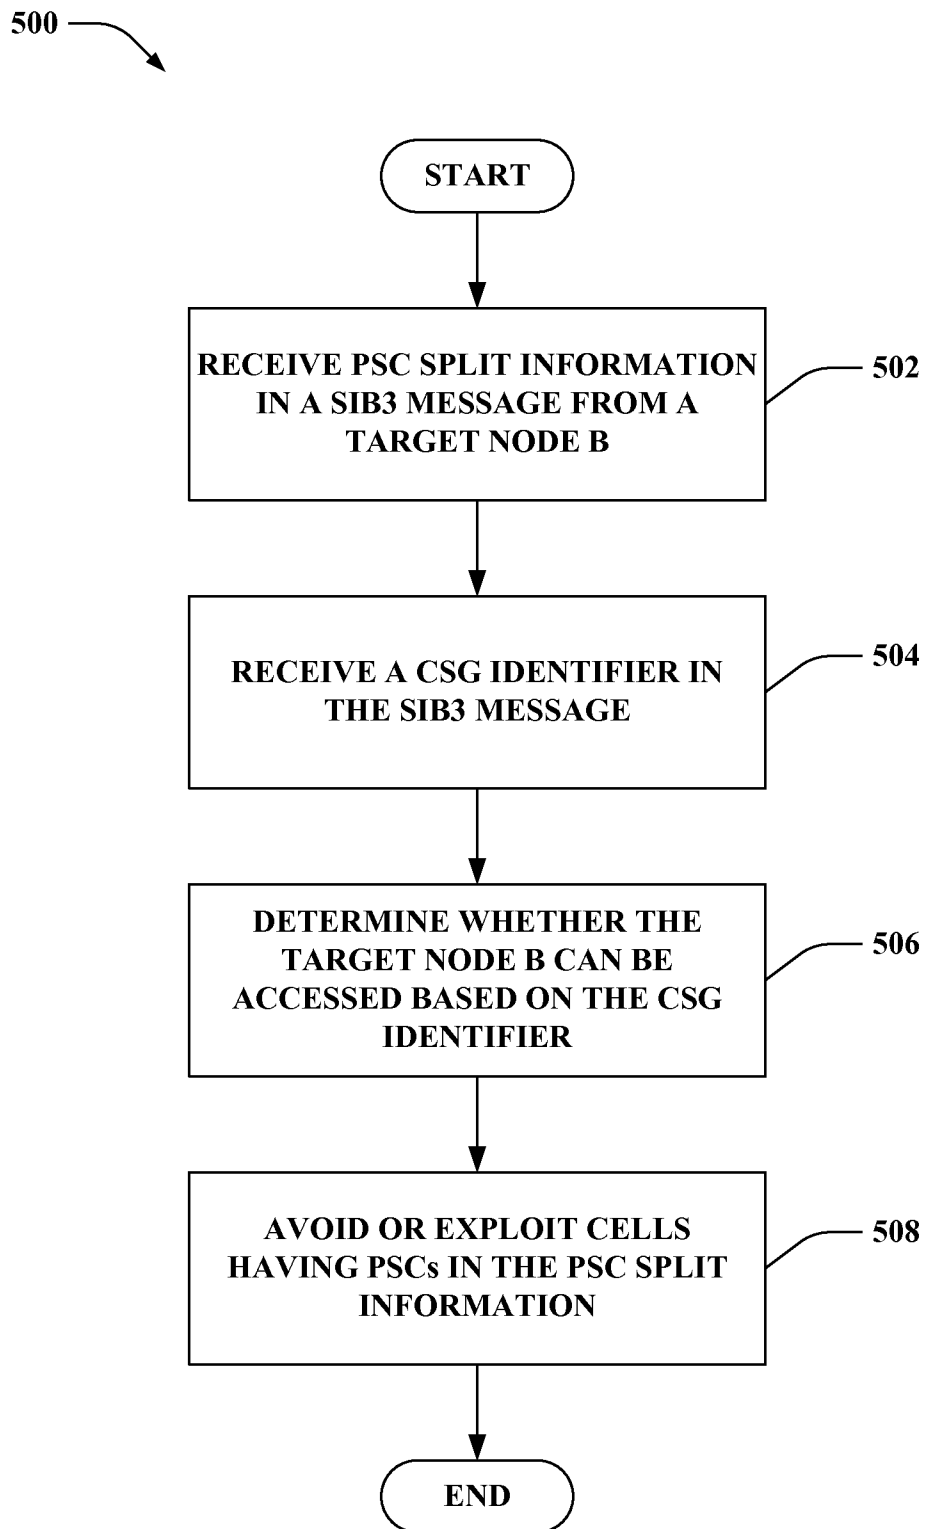 500
START
RECEIVE PSC SPLIT INFORMATION
IN A SIB3 MESSAGE FROM A
TARGET NODE B
502
RECEIVE A CSG IDENTIFIER IN
THE SIB3 MESSAGE
504
DETERMINE WHETHER THE
TARGET NODE B CAN BE
ACCESSED BASED ON THE CSG
IDENTIFIER
506
AVOID OR EXPLOIT CELLS
HAVING PSCs IN THE PSC SPLIT
INFORMATION
508
END